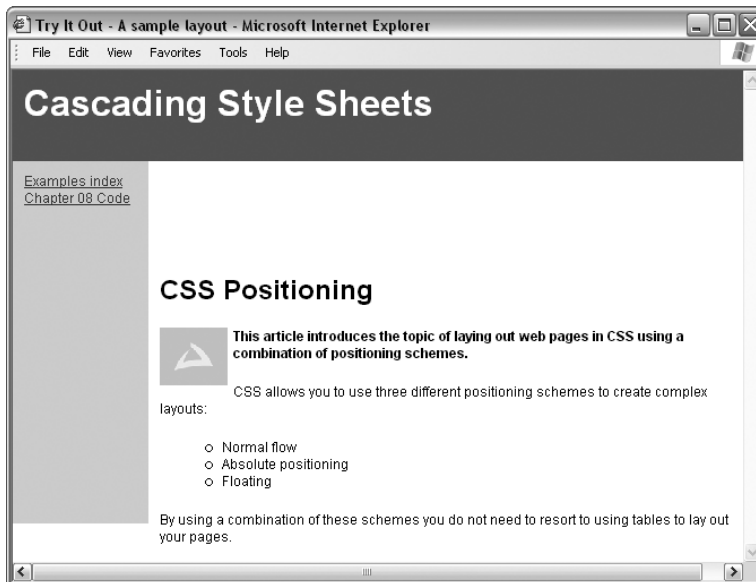 Try It Out - A sample layout - Microsoft Internet Explorer
File Edit View Favorites Tools Help
Cascading Style Sheets
Examples index
Chapter 08 Code
CSS Positioning
This article introduces the topic of laying out web pages in CSS using a
combination of positioning schemes.
CSS allows you to use three different positioning schemes to create complex
layouts:
Normal flow
Absolute positioning
Floating
By using a combination of these schemes you do not need to resort to using tables to lay out
your pages.